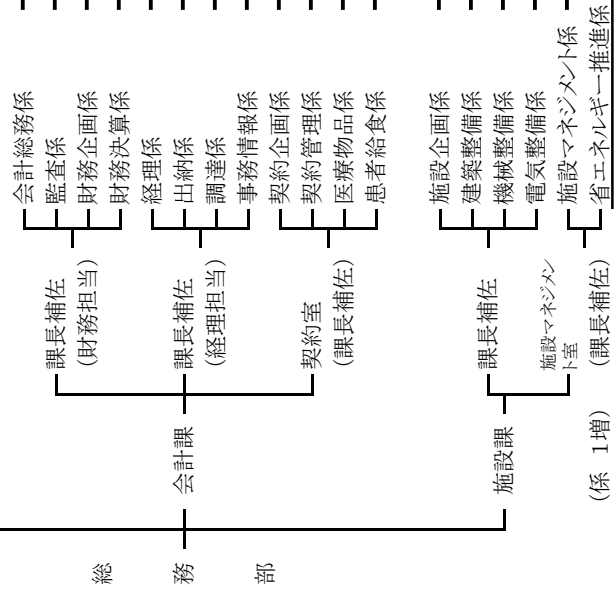 総務部
会計課
課長補佐
(財務担当)
会計総務係
監査係
財務企画係
財務決算係
課長補佐
(経理担当)
経理係
出納係
調達係
事務情報係
契約室
(課長補佐)
契約企画係
契約管理係
医療物品係
患者給食係
施設課
課長補佐
施設企画係
建築整備係
機械整備係
電気整備係
施設マネジメン
ト室
(課長補佐)
施設マネジメント係
省エネルギー推進係
(係 1増)